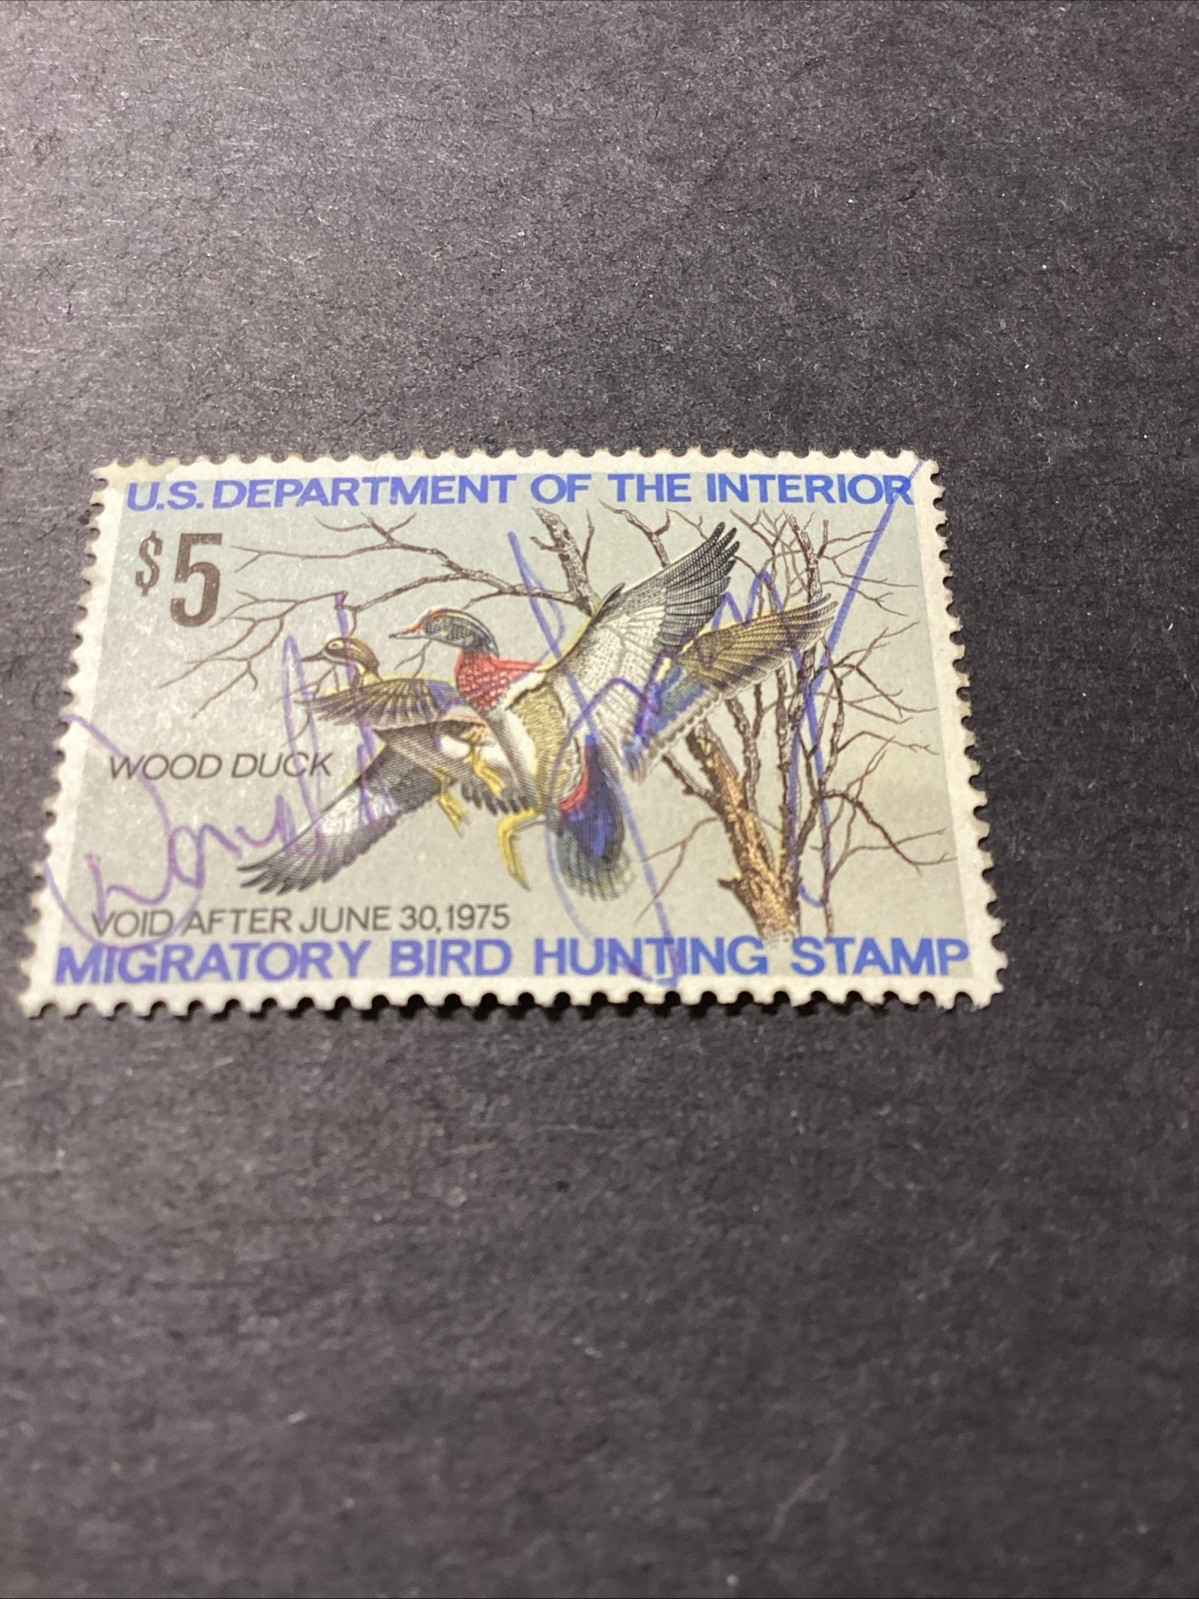 U.S. DEPARTMENT OF THE INTERIOR
$5
WOOD DUCK
VOID AFTER JUNE 30, 1975
MIGRATORY BIRD HUNTING STAMP